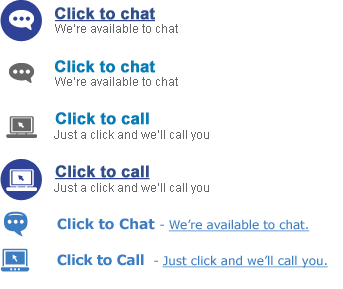 Click to chat
We're available to chat
Click to chat
We're available to chat
Click to call
Just a click and we'll call you
Click to call
Just a click and we'll call you
Click to Chat - We're available to chat.
Click to Call - Just click and we'll call you.